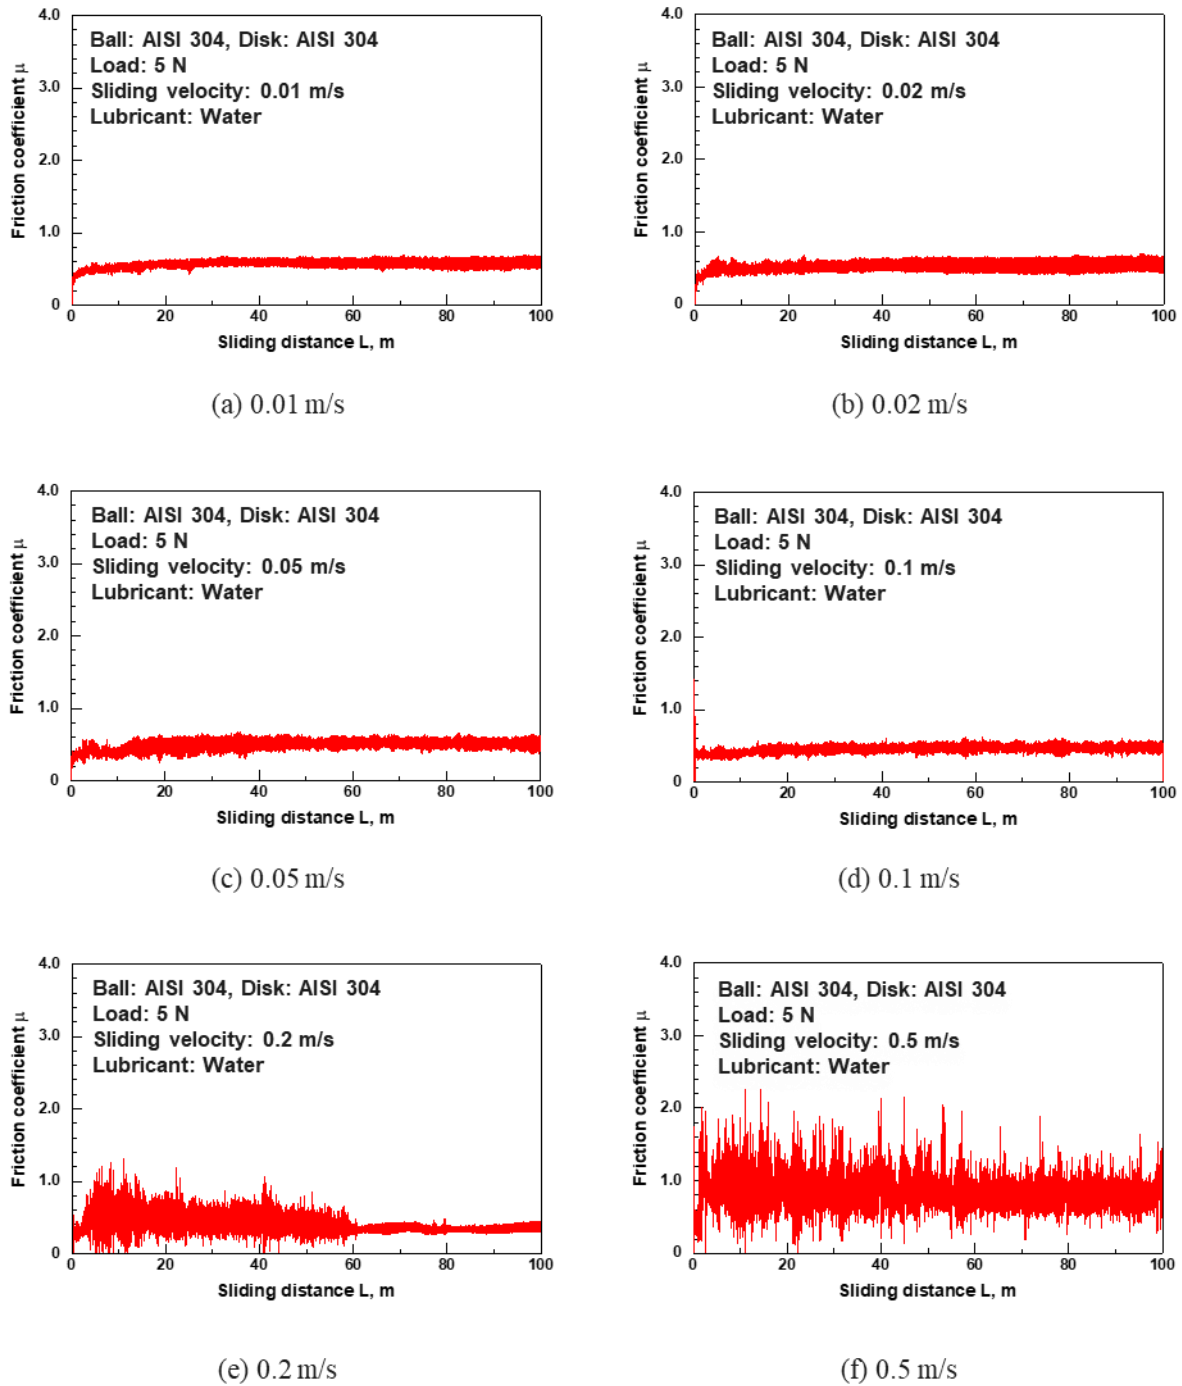 4.0
Ball: AISI 304, Disk: AISI 304
Load: 5 N
Sliding velocity: 0.01 m/s
Lubricant: Water
Friction coefficient μ
3.0
2.0
1.0
0
0 20 40 60 80 100
Sliding distance L, m
(a) 0.01 m/s
4.0
Ball: AISI 304, Disk: AISI 304
Load: 5 N
Sliding velocity: 0.02 m/s
Lubricant: Water
Friction coefficient μ
3.0
2.0
1.0
0
0 20 40 60 80 100
Sliding distance L, m
(b) 0.02 m/s
4.0
Ball: AISI 304, Disk: AISI 304
Load: 5 N
Sliding velocity: 0.05 m/s
Lubricant: Water
Friction coefficient μ
3.0
2.0
1.0
0
0 20 40 60 80 100
Sliding distance L, m
(c) 0.05 m/s
4.0
Ball: AISI 304, Disk: AISI 304
Load: 5 N
Sliding velocity: 0.1 m/s
Lubricant: Water
Friction coefficient μ
3.0
2.0
1.0
0
0 20 40 60 80 100
Sliding distance L, m
(d) 0.1 m/s
4.0
Ball: AISI 304, Disk: AISI 304
Load: 5 N
Sliding velocity: 0.2 m/s
Lubricant: Water
Friction coefficient μ
3.0
2.0
1.0
0
0 20 40 60 80 100
Sliding distance L, m
(e) 0.2 m/s
4.0
Ball: AISI 304, Disk: AISI 304
Load: 5 N
Sliding velocity: 0.5 m/s
Lubricant: Water
Friction coefficient μ
3.0
2.0
1.0
0
0 20 40 60 80 100
Sliding distance L, m
(f) 0.5 m/s